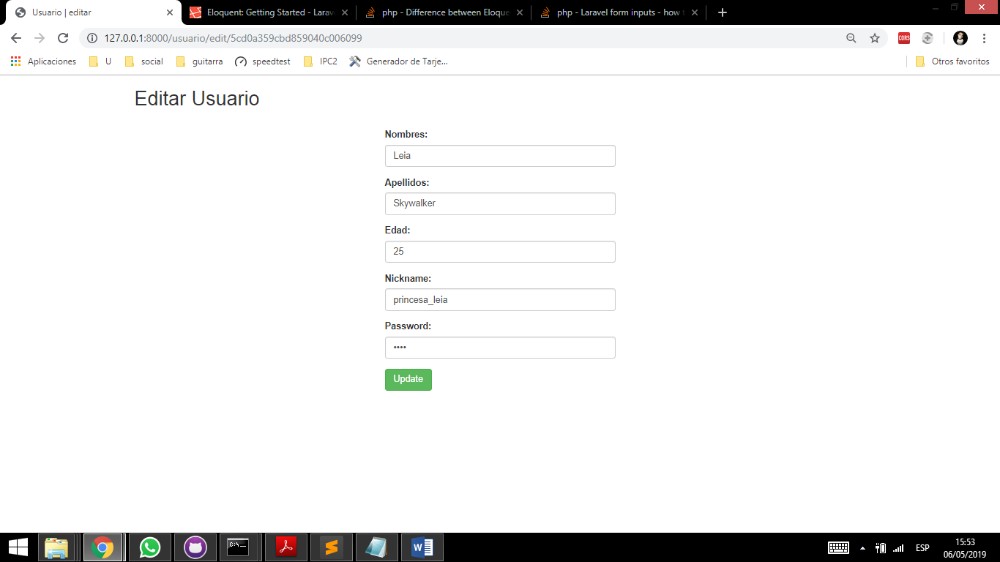 Usuario | editar
Eloquent: Getting Started - Larav
php - Difference between Eloque
php - Laravel form inputs - how t
127.0.0.1:8000/usuario/edit/5cd0a359cbd859040c006099
CORS
Aplicaciones
U
social
guitarra
speedtest
IPC2
Generador de Tarje...
Otros favoritos
Editar Usuario
Nombres:
Leia
Apellidos:
Skywalker
Edad:
25
Nickname:
princesa_leia
Password:
••••
Update
ESP
15:53
06/05/2019